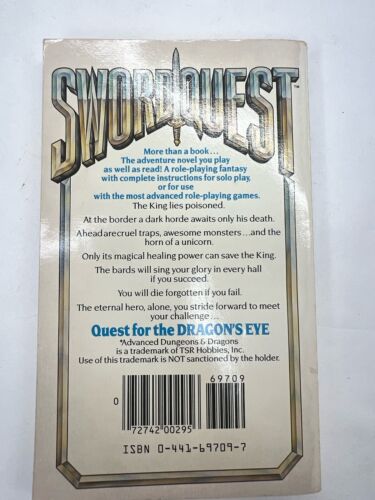 SWORDQUEST™
More than a book...
The adventure novel you play
as well as read! A role-playing fantasy
with complete instructions for solo play,
or for use
with the most advanced role-playing games.
The King lies poisoned.
At the border a dark horde awaits only his death.
Ahead are cruel traps, awesome monsters...and the
horn of a unicorn.
Only its magical healing power can save the King.
The bards will sing your glory in every hall
if you succeed.
You will die forgotten if you fail.
The eternal hero, alone, you stride forward to meet
your challenge...
Quest for the DRAGON'S EYE
*Advanced Dungeons & Dragons
is a trademark of TSR Hobbies, Inc.
Use of this trademark is NOT sanctioned by the holder.
69709
0
72742 00295
ISBN 0-441-69709-7